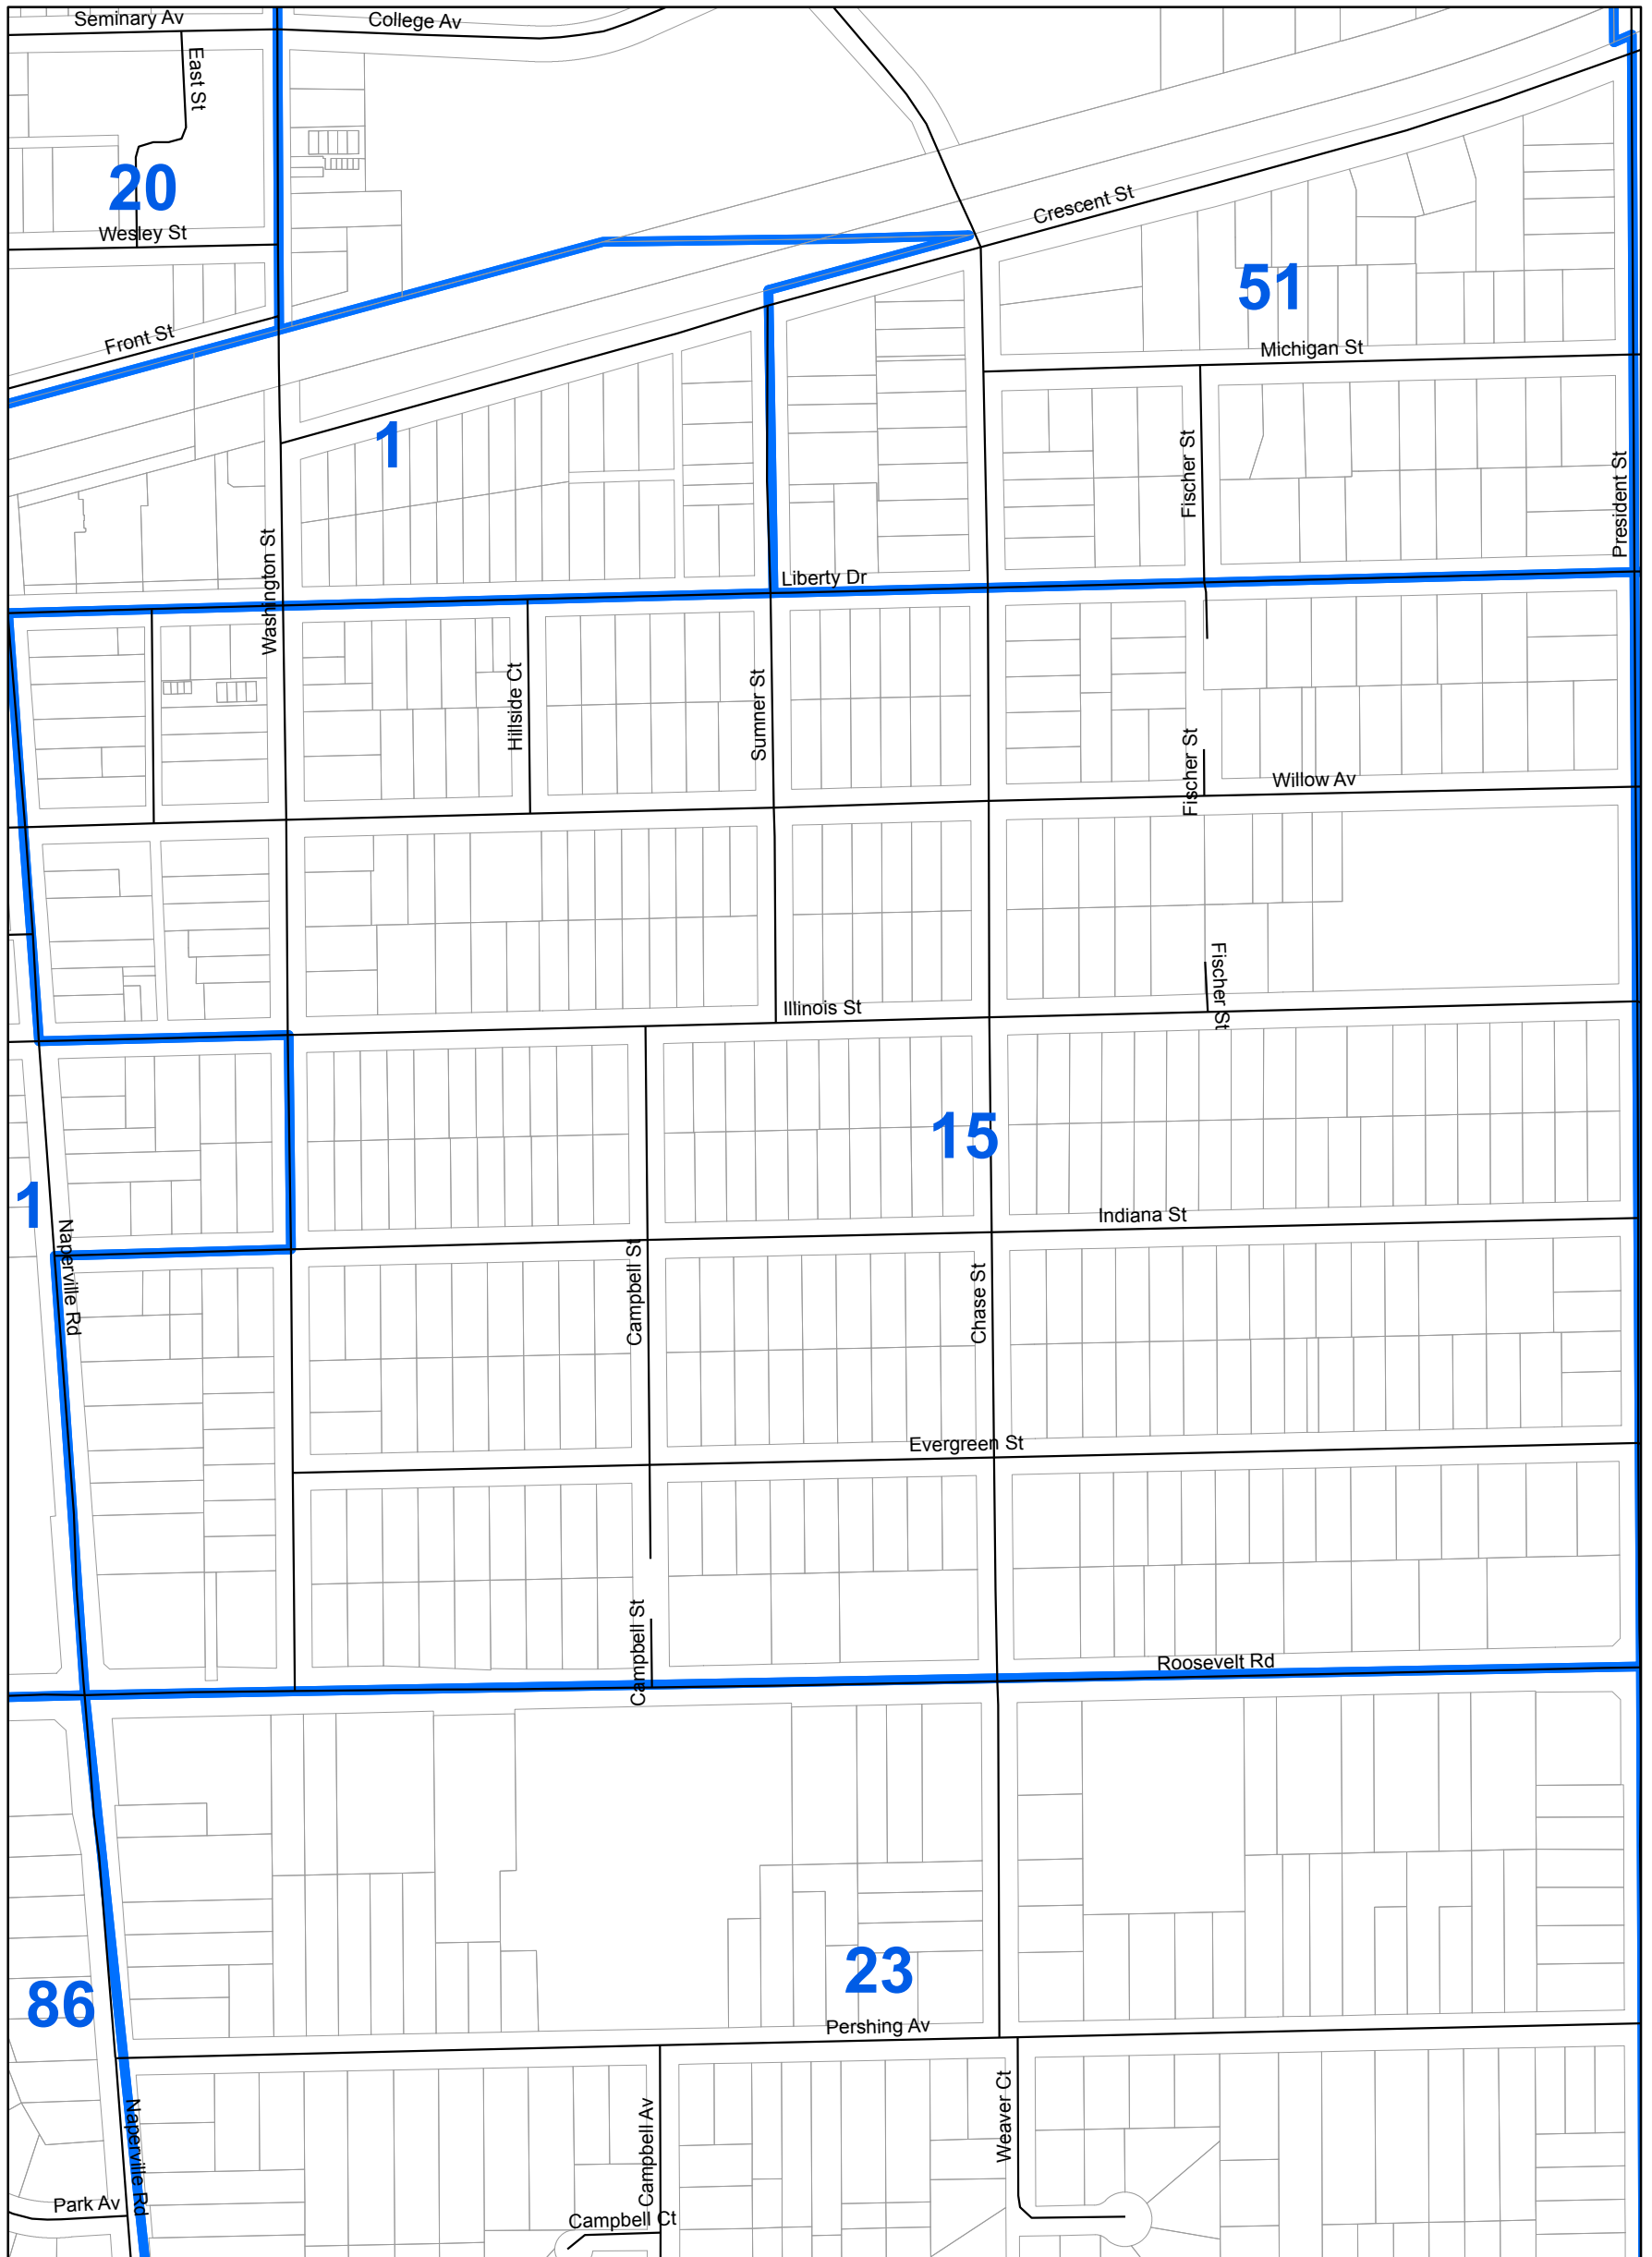 Seminary Av
College Av
East St
20
Crescent St
Wesley St
51
Front St
Michigan St
1
Fischer St
President St
Washington St
Liberty Dr
Hillside Ct
Sumner St
Fischer St
Willow Av
Fischer St
Illinois St
15
1
Indiana St
Naperville Rd
Campbell St
Chase St
Evergreen St
Campbell St
Roosevelt Rd
23
86
Pershing Av
Weaver Ct
Naperville Rd
Campbell Av
Park Av
Campbell Ct